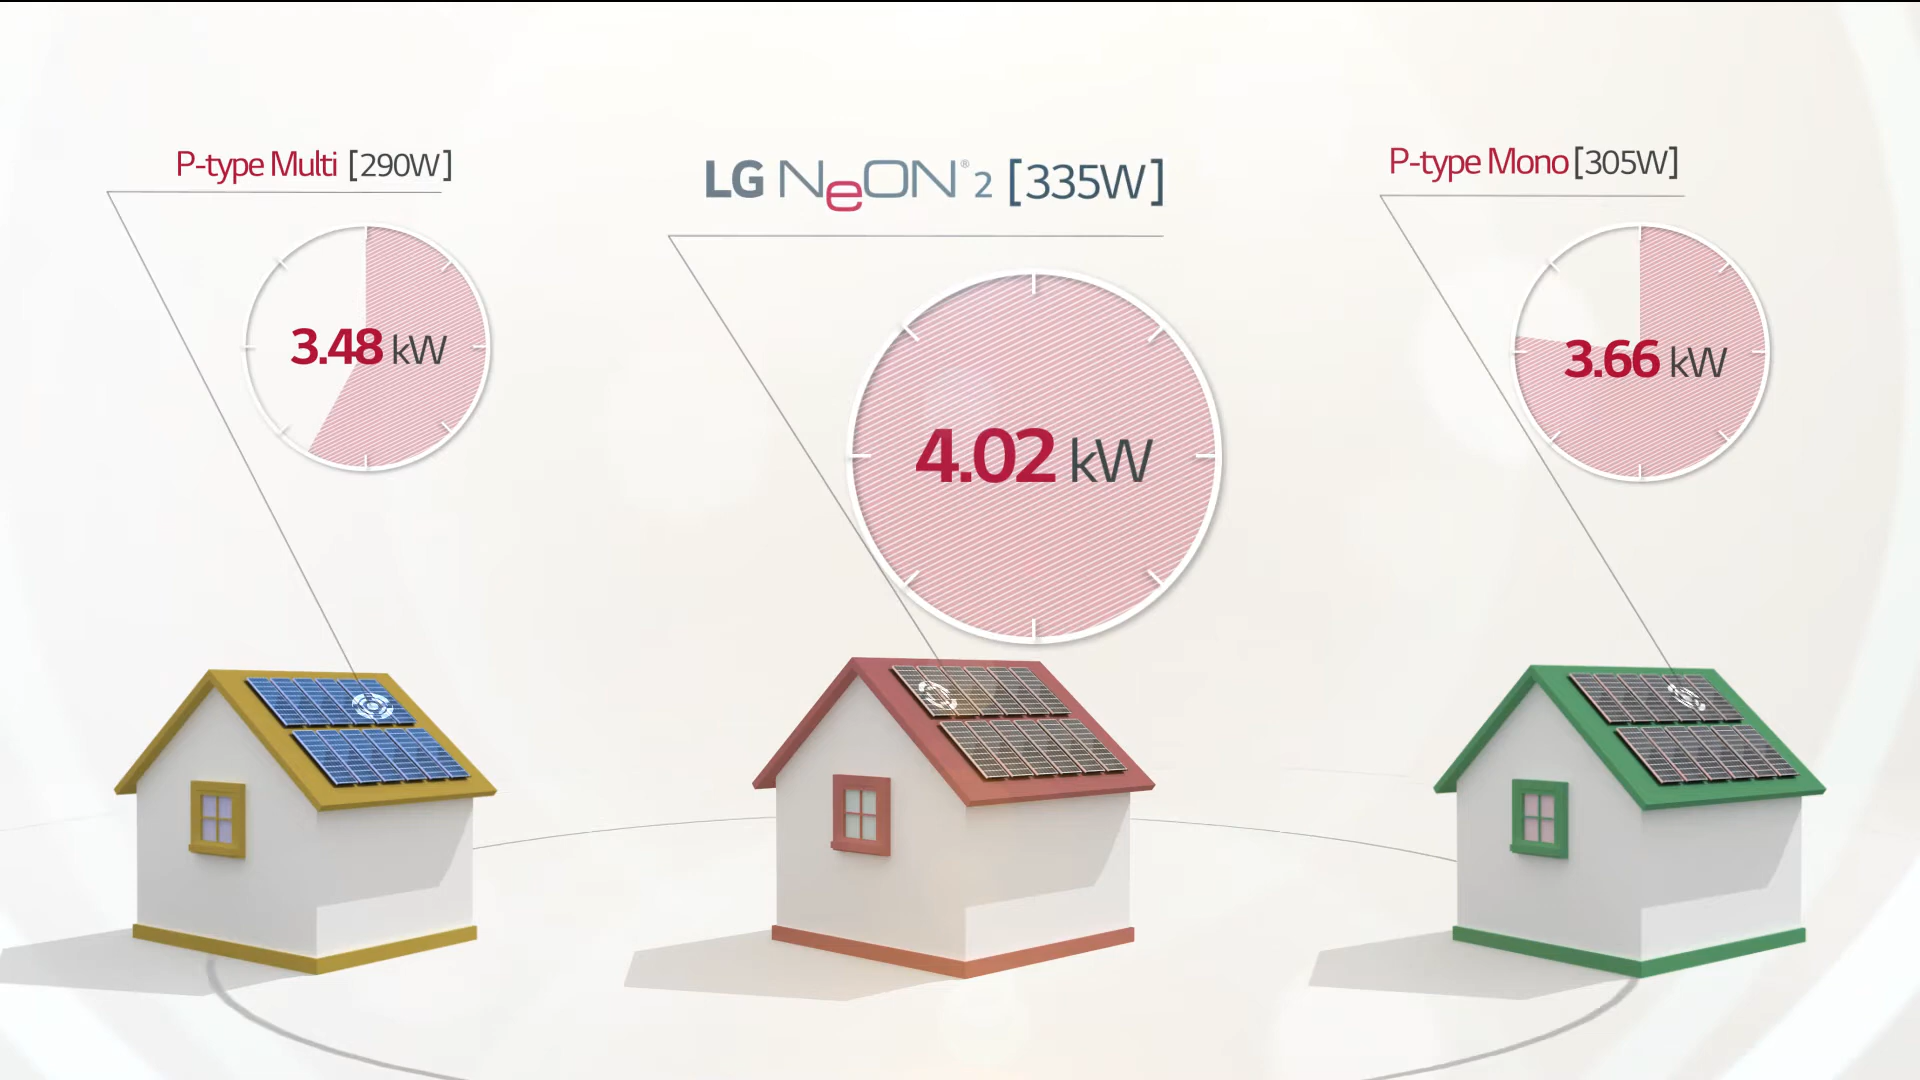 P-type Multi [290W]
3.48 kW
LG NeON® 2 [335W]
4.02 kW
P-type Mono [305W]
3.66 kW